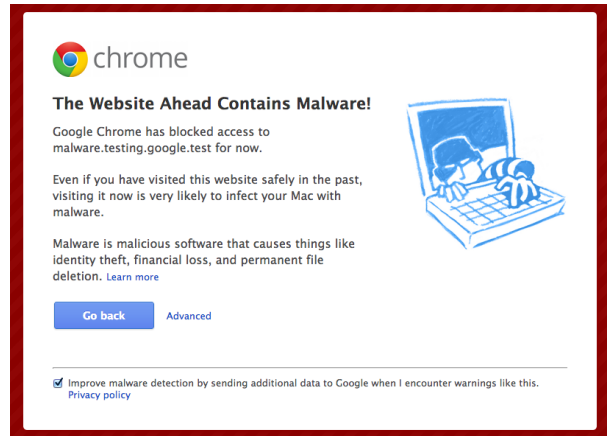 chrome
The Website Ahead Contains Malware!
Google Chrome has blocked access to
malware.testing.google.test for now.
Even if you have visited this website safely in the past,
visiting it now is very likely to infect your Mac with
malware.
Malware is malicious software that causes things like
identity theft, financial loss, and permanent file
deletion. Learn more
Go back Advanced
Improve malware detection by sending additional data to Google when I encounter warnings like this.
Privacy policy